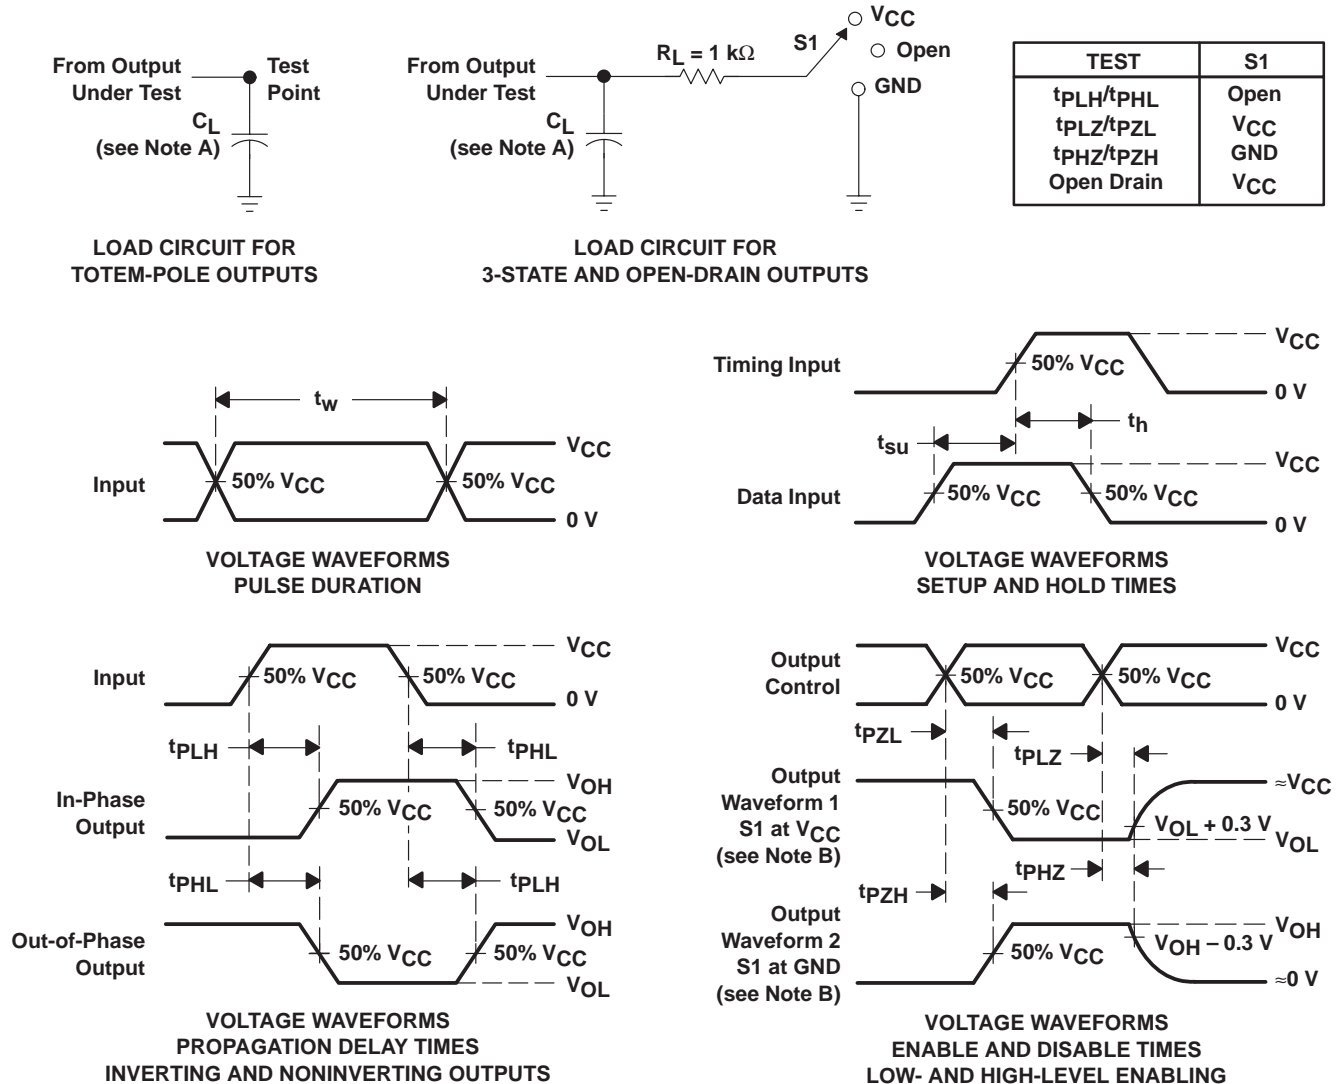 From Output
Under Test
Test
Point
CL
(see Note A)
LOAD CIRCUIT FOR
TOTEM-POLE OUTPUTS
From Output
Under Test
CL
(see Note A)
RL = 1 kΩ
S1
VCC
Open
GND
LOAD CIRCUIT FOR
3-STATE AND OPEN-DRAIN OUTPUTS
TEST S1
tPLH/tPHL Open
tPLZ/tPZL VCC
tPHZ/tPZH GND
Open Drain VCC
tw
Input
50% VCC
50% VCC
VCC
0 V
VOLTAGE WAVEFORMS
PULSE DURATION
Timing Input
50% VCC
VCC
0 V
tsu
th
Data Input
50% VCC
50% VCC
VCC
0 V
VOLTAGE WAVEFORMS
SETUP AND HOLD TIMES
Input
50% VCC
50% VCC
VCC
0 V
tPLH
tPHL
In-Phase
Output
50% VCC
50% VCC
VOH
VOL
tPHL
tPLH
Out-of-Phase
Output
50% VCC
50% VCC
VOH
VOL
VOLTAGE WAVEFORMS
PROPAGATION DELAY TIMES
INVERTING AND NONINVERTING OUTPUTS
Output
Control
50% VCC
50% VCC
VCC
0 V
tPZL
tPLZ
Output
Waveform 1
S1 at VCC
(see Note B)
50% VCC
VOL + 0.3 V
≈VCC
VOL
tPZH
tPHZ
Output
Waveform 2
S1 at GND
(see Note B)
50% VCC
VOH – 0.3 V
VOH
≈0 V
VOLTAGE WAVEFORMS
ENABLE AND DISABLE TIMES
LOW- AND HIGH-LEVEL ENABLING